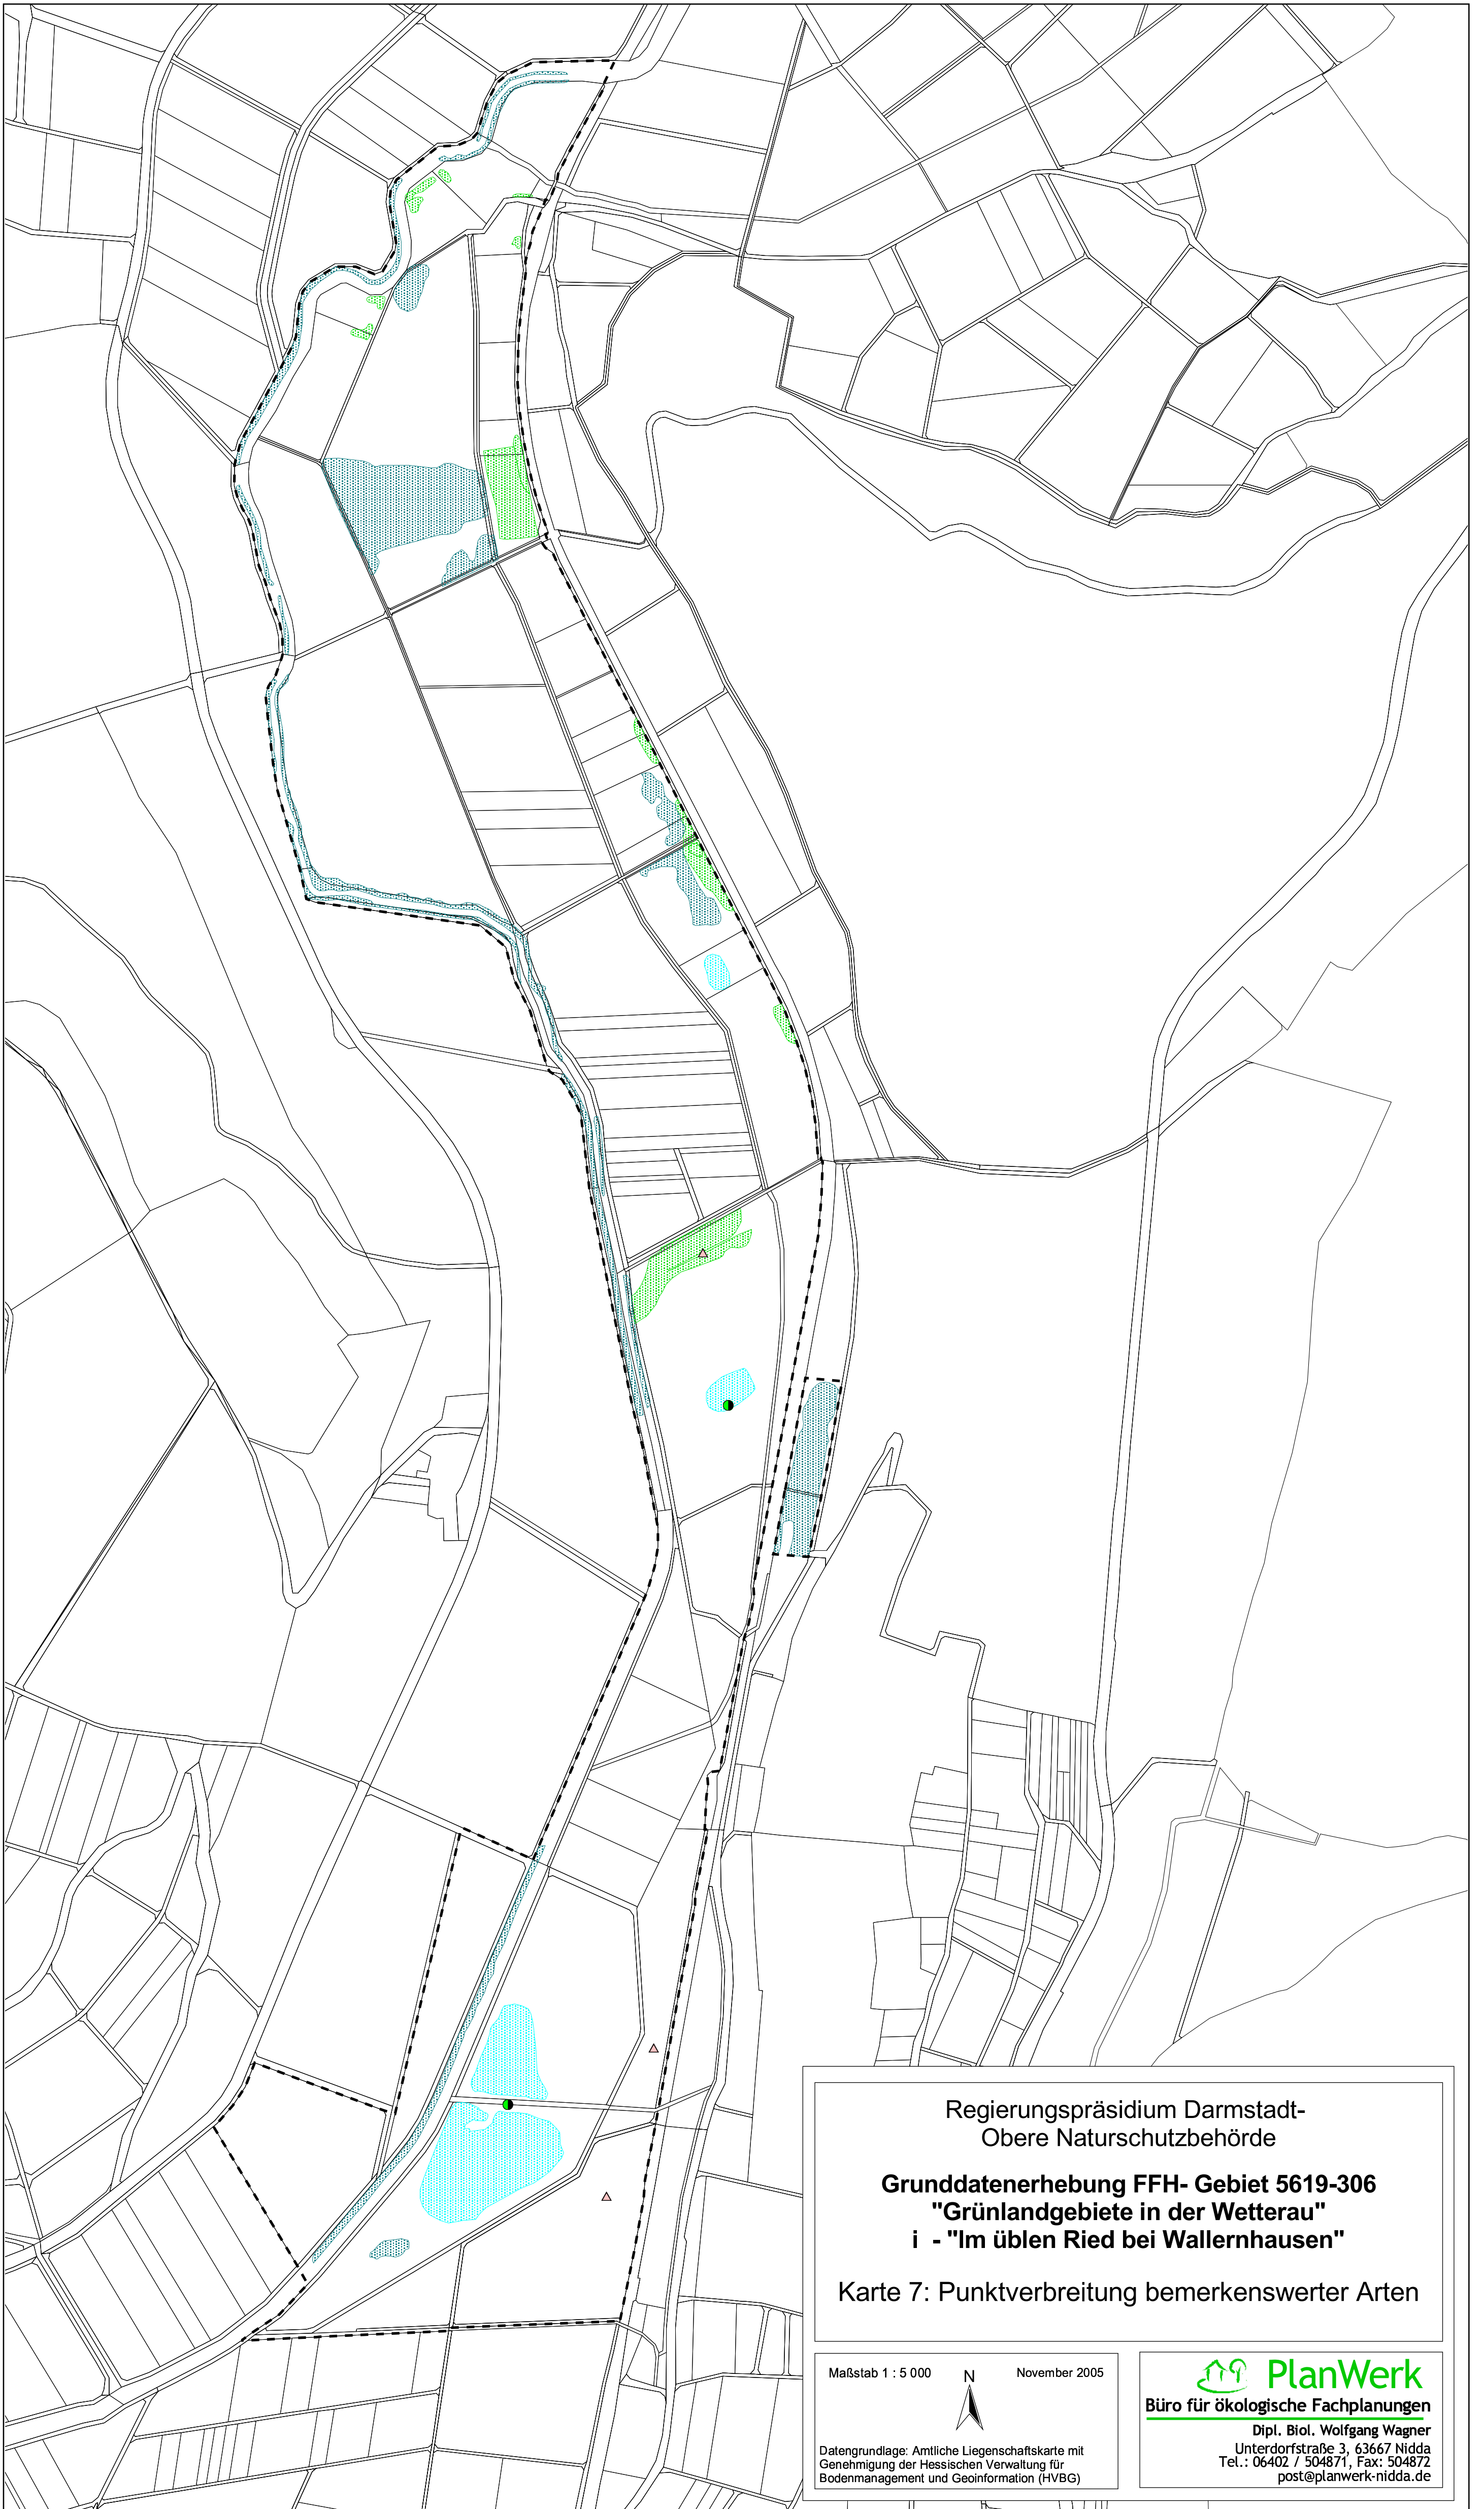 Regierungspräsidium Darmstadt-
Obere Naturschutzbehörde
Grunddatenerhebung FFH- Gebiet 5619-306
"Grünlandgebiete in der Wetterau"
i - "Im üblen Ried bei Wallernhausen"
Karte 7: Punktverbreitung bemerkenswerter Arten
Maßstab 1 : 5 000
N
November 2005
Datengrundlage: Amtliche Liegenschaftskarte mit
Genehmigung der Hessischen Verwaltung für
Bodenmanagement und Geoinformation (HVBG)
PlanWerk
Büro für ökologische Fachplanungen
Dipl. Biol. Wolfgang Wagner
Unterdorfstraße 3, 63667 Nidda
Tel.: 06402 / 504871, Fax: 504872
post@planwerk-nidda.de